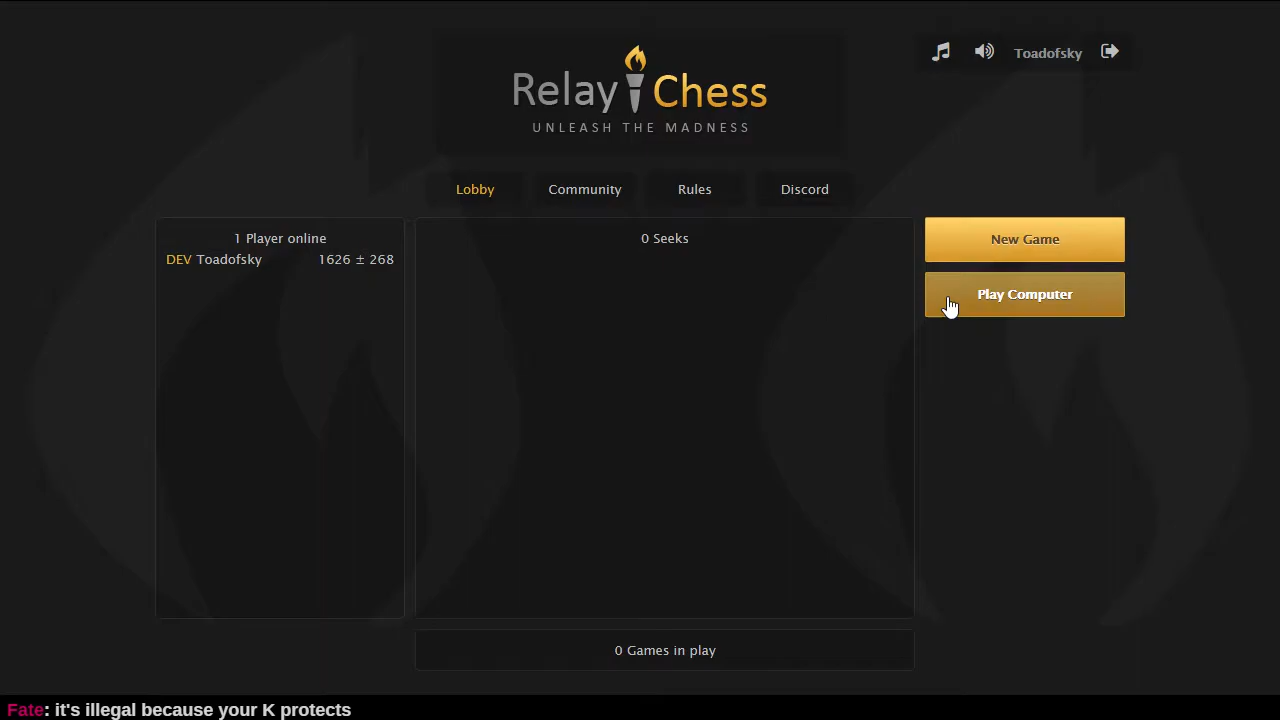 Toadofsky
Relay Chess
UNLEASH THE MADNESS
Lobby Community Rules Discord
1 Player online
DEV Toadofsky 1626 ± 268
0 Seeks
New Game
Play Computer
0 Games in play
Fate: it's illegal because your K protects